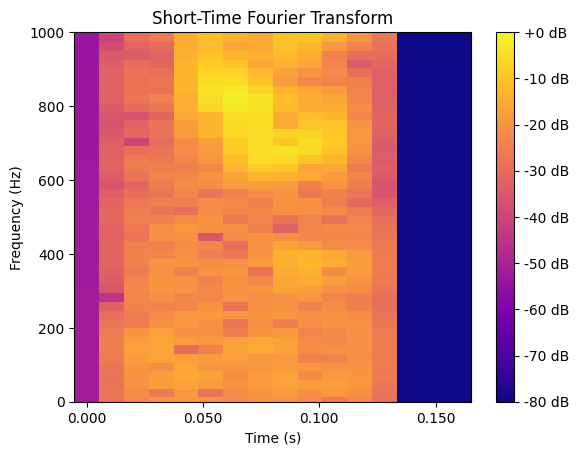 Short-Time Fourier Transform
1000
800
600
400
200
0
Frequency (Hz)
0.000
0.050
0.100
0.150
Time (s)
+0 dB
-10 dB
-20 dB
-30 dB
-40 dB
-50 dB
-60 dB
-70 dB
-80 dB